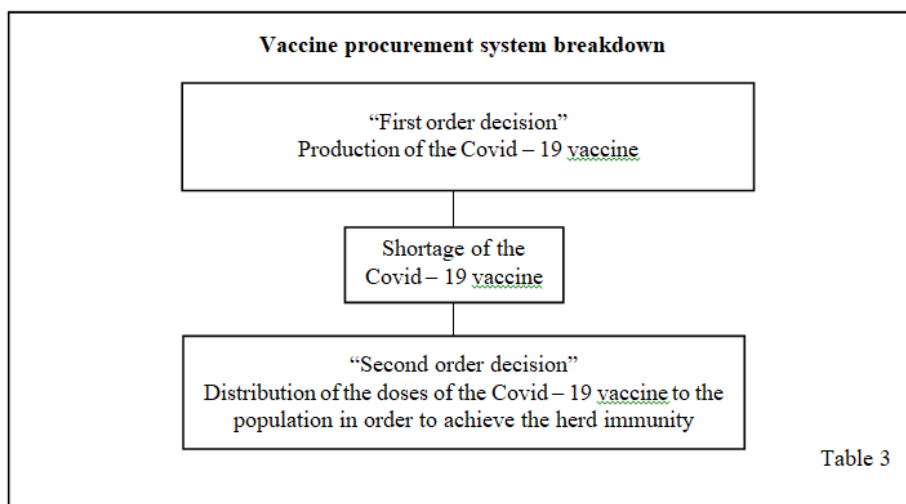 Vaccine procurement system breakdown
“First order decision”
Production of the Covid – 19 vaccine
Shortage of the
Covid – 19 vaccine
“Second order decision”
Distribution of the doses of the Covid – 19 vaccine to the
population in order to achieve the herd immunity
Table 3